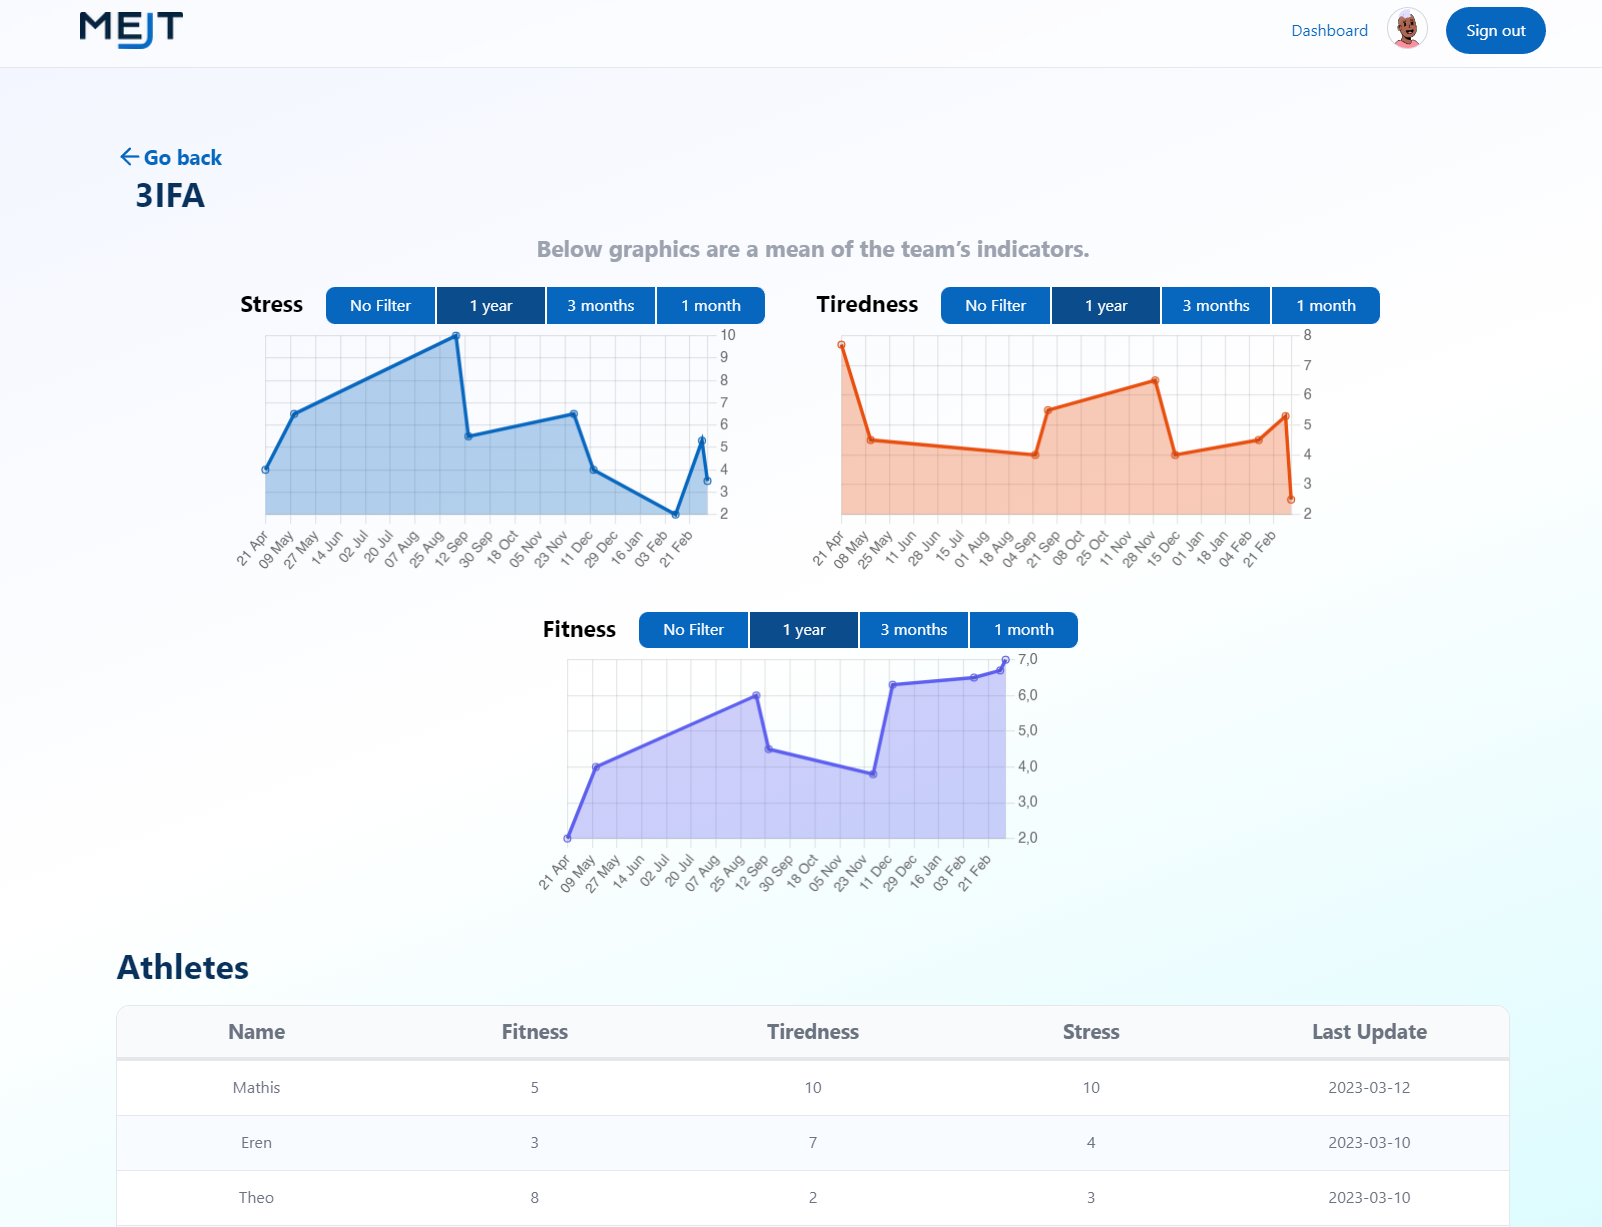 MEJT
Dashboard
Sign out
Go back
3IFA
Below graphics are a mean of the team’s indicators.
Stress
No Filter 1 year 3 months 1 month
10
9
8
7
6
5
4
3
2
21 Apr 09 May 27 May 14 Jun 02 Jul 20 Jul 07 Aug 25 Aug 12 Sep 30 Sep 18 Oct 05 Nov 23 Nov 11 Dec 29 Dec 16 Jan 03 Feb 21 Feb
Tiredness
No Filter 1 year 3 months 1 month
8
7
6
5
4
3
2
21 Apr 08 May 25 May 11 Jun 28 Jun 15 Jul 01 Aug 18 Aug 04 Sep 21 Sep 08 Oct 25 Oct 11 Nov 28 Nov 15 Dec 01 Jan 18 Jan 04 Feb 21 Feb
Fitness
No Filter 1 year 3 months 1 month
7,0
6,0
5,0
4,0
3,0
2,0
21 Apr 09 May 27 May 14 Jun 02 Jul 20 Jul 07 Aug 25 Aug 12 Sep 30 Sep 18 Oct 05 Nov 23 Nov 11 Dec 29 Dec 16 Jan 03 Feb 21 Feb
Athletes
Name Fitness Tiredness Stress Last Update
Mathis 5 10 10 2023-03-12
Eren 3 7 4 2023-03-10
Theo 8 2 3 2023-03-10